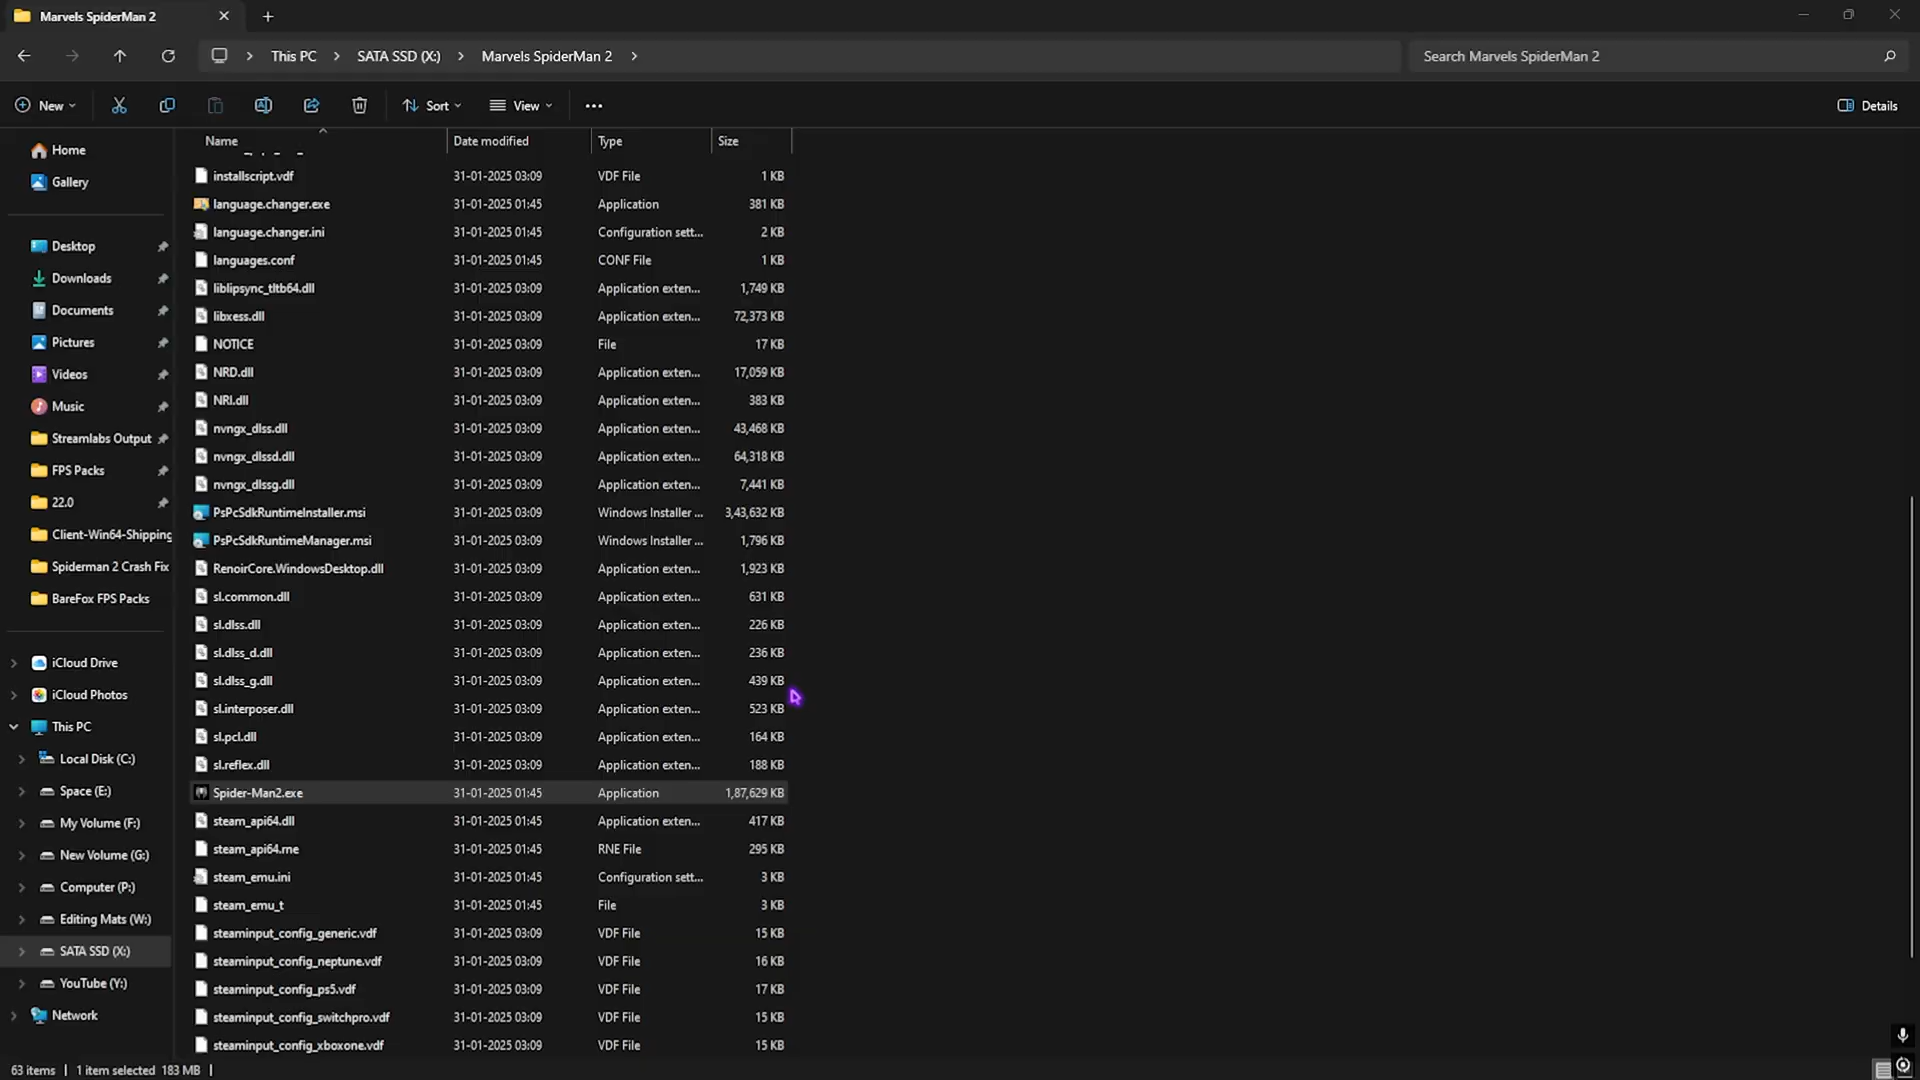 Marvels SpiderMan 2
This PC > SATA SSD (X:) > Marvels SpiderMan 2 >
Search Marvels SpiderMan 2
New
Sort
View
Details
Name Date modified Type Size
Home
Gallery
Desktop
Downloads
Documents
Pictures
Videos
Music
Streamlabs Output
FPS Packs
22.0
Client-Win64-Shipping
Spiderman 2 Crash Fix
BareFox FPS Packs
iCloud Drive
iCloud Photos
This PC
Local Disk (C:)
Space (E:)
My Volume (F:)
New Volume (G:)
Computer (P:)
Editing Mats (W:)
SATA SSD (X:)
YouTube (Y:)
Network
installscript.vdf 31-01-2025 03:09 VDF File 1 KB
language.changer.exe 31-01-2025 01:45 Application 381 KB
language.changer.ini 31-01-2025 01:45 Configuration sett... 2 KB
languages.conf 31-01-2025 01:45 CONF File 1 KB
liblipsync_tltb64.dll 31-01-2025 03:09 Application exten... 1,749 KB
libxess.dll 31-01-2025 03:09 Application exten... 72,373 KB
NOTICE 31-01-2025 03:09 File 17 KB
NRD.dll 31-01-2025 03:09 Application exten... 17,059 KB
NRI.dll 31-01-2025 03:09 Application exten... 383 KB
nvngx_dlss.dll 31-01-2025 03:09 Application exten... 43,468 KB
nvngx_dlssd.dll 31-01-2025 03:09 Application exten... 64,318 KB
nvngx_dlssg.dll 31-01-2025 03:09 Application exten... 7,441 KB
PsPcSdkRuntimeInstaller.msi 31-01-2025 03:09 Windows Installer ... 3,43,632 KB
PsPcSdkRuntimeManager.msi 31-01-2025 03:09 Windows Installer ... 1,796 KB
RenoirCore.WindowsDesktop.dll 31-01-2025 03:09 Application exten... 1,923 KB
sl.common.dll 31-01-2025 03:09 Application exten... 631 KB
sl.dlss.dll 31-01-2025 03:09 Application exten... 226 KB
sl.dlss_d.dll 31-01-2025 03:09 Application exten... 236 KB
sl.dlss_g.dll 31-01-2025 03:09 Application exten... 439 KB
sl.interposer.dll 31-01-2025 03:09 Application exten... 523 KB
sl.pcl.dll 31-01-2025 03:09 Application exten... 164 KB
sl.reflex.dll 31-01-2025 03:09 Application exten... 188 KB
Spider-Man2.exe 31-01-2025 01:45 Application 1,87,629 KB
steam_api64.dll 31-01-2025 01:45 Application exten... 417 KB
steam_api64.rne 31-01-2025 01:45 RNE File 295 KB
steam_emu.ini 31-01-2025 01:45 Configuration sett... 3 KB
steam_emu_t 31-01-2025 01:45 File 3 KB
steaminput_config_generic.vdf 31-01-2025 03:09 VDF File 15 KB
steaminput_config_neptune.vdf 31-01-2025 03:09 VDF File 16 KB
steaminput_config_ps5.vdf 31-01-2025 03:09 VDF File 17 KB
steaminput_config_switchpro.vdf 31-01-2025 03:09 VDF File 15 KB
steaminput_config_xboxone.vdf 31-01-2025 03:09 VDF File 15 KB
63 items | 1 item selected 183 MB |